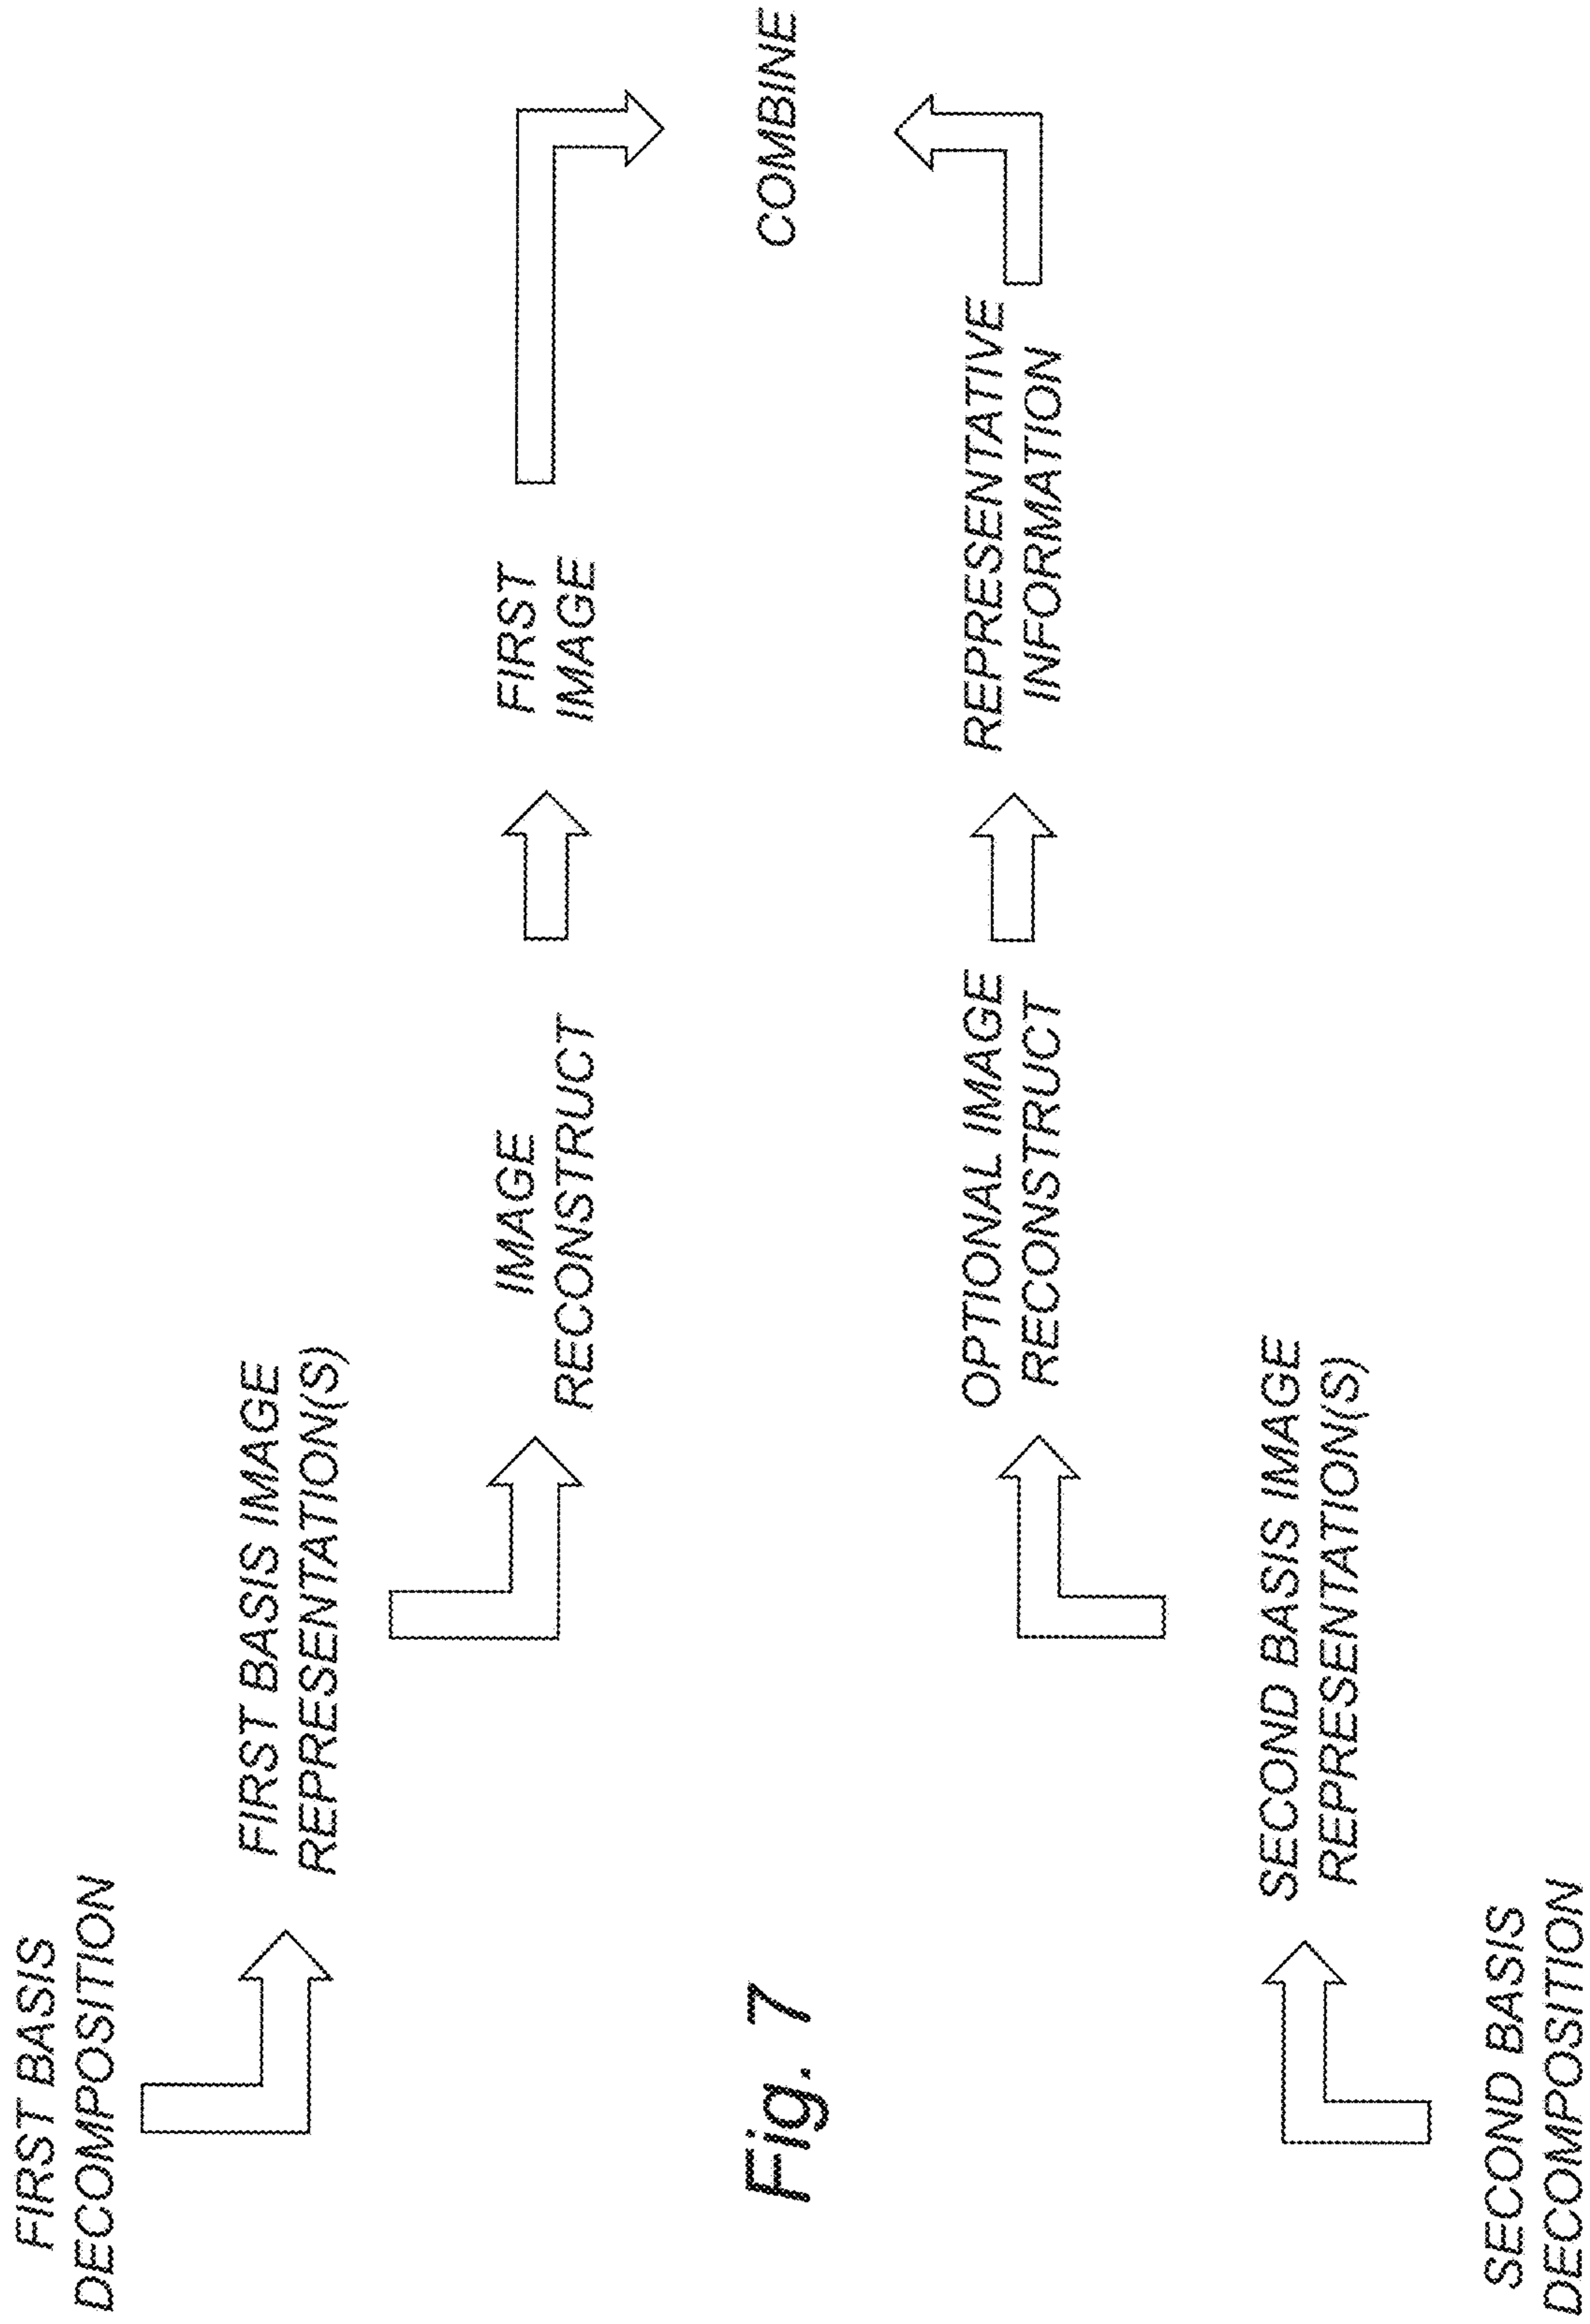 FIRST BASIS
DECOMPOSITION
FIRST BASIS IMAGE
REPRESENTATION(S)
IMAGE
RECONSTRUCT
FIRST
IMAGE
COMBINE
OPTIONAL IMAGE
RECONSTRUCT
REPRESENTATIVE
INFORMATION
SECOND BASIS IMAGE
REPRESENTATION(S)
SECOND BASIS
DECOMPOSITION
Fig. 7